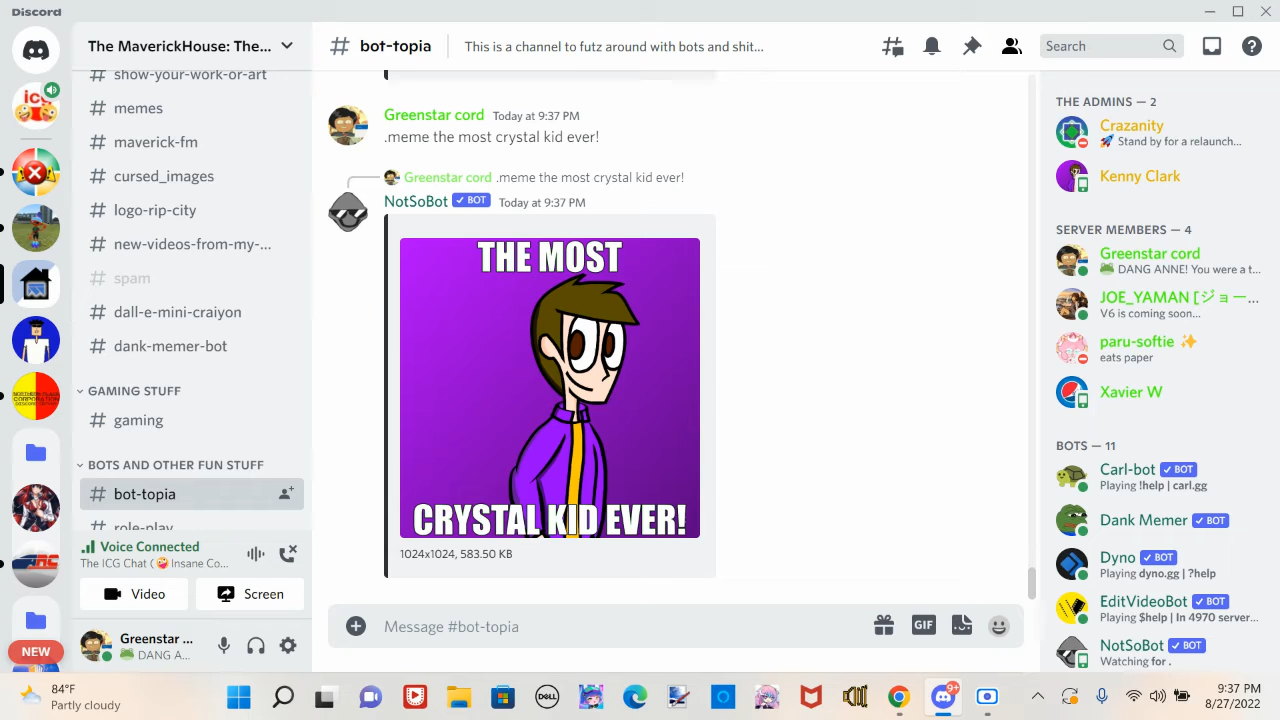 Discord
The MaverickHouse: The...
bot-topia
This is a channel to futz around with bots and shit...
Search
show-your-work-or-art
memes
maverick-fm
cursed_images
logo-rip-city
new-videos-from-my-...
spam
dall-e-mini-craiyon
dank-memer-bot
GAMING STUFF
gaming
BOTS AND OTHER FUN STUFF
bot-topia
role-play
Voice Connected
The ICG Chat ( Insane Co...
Video
Screen
Greenstar ...
DANG A...
NEW
Greenstar cord Today at 9:37 PM
.meme the most crystal kid ever!
Greenstar cord .meme the most crystal kid ever!
NotSoBot BOT Today at 9:37 PM
THE MOST
CRYSTAL KID EVER!
1024x1024, 583.50 KB
Message #bot-topia
GIF
THE ADMINS — 2
Crazanity
🚀 Stand by for a relaunch...
Kenny Clark
SERVER MEMBERS — 4
Greenstar cord
DANG ANNE! You were a t...
JOE_YAMAN [ジョー...
V6 is coming soon...
paru-softie ✨
eats paper
Xavier W
BOTS — 11
Carl-bot BOT
Playing !help | carl.gg
Dank Memer BOT
Dyno BOT
Playing dyno.gg | ?help
EditVideoBot BOT
Playing $help | In 4970 server...
NotSoBot BOT
Watching for .
84°F
Partly cloudy
DELL
9+
9:37 PM
8/27/2022